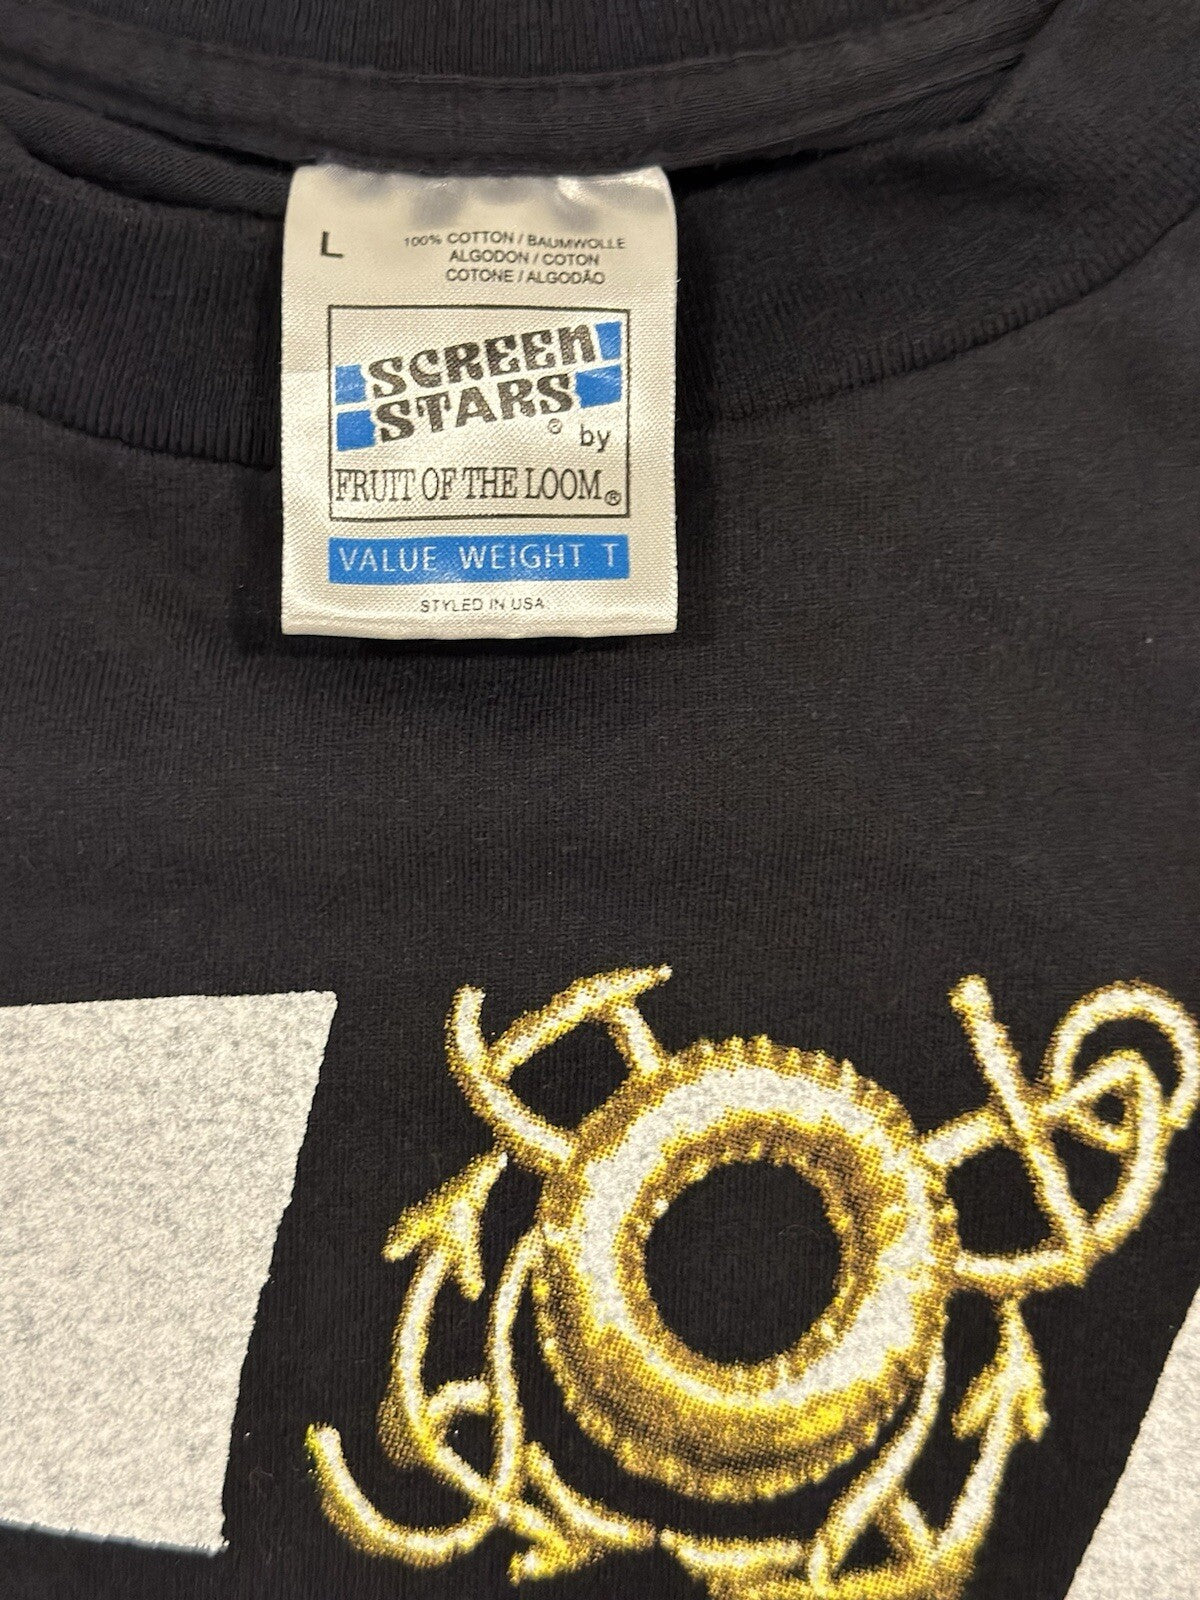 L
100% COTTON / BAUMWOLLE
ALGODON / COTON
COTONE / ALGODÃO
SCREEN
STARS® by
FRUIT OF THE LOOM®
VALUE WEIGHT T
STYLED IN USA